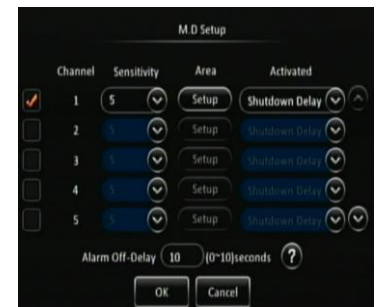 M.D Setup
Channel Sensitivity Area Activated
1 5 Setup Shutdown Delay
2 5 Setup Shutdown Delay
3 5 Setup Shutdown Delay
4 5 Setup Shutdown Delay
5 5 Setup Shutdown Delay
Alarm Off-Delay 10 (0~10)seconds ?
OK Cancel